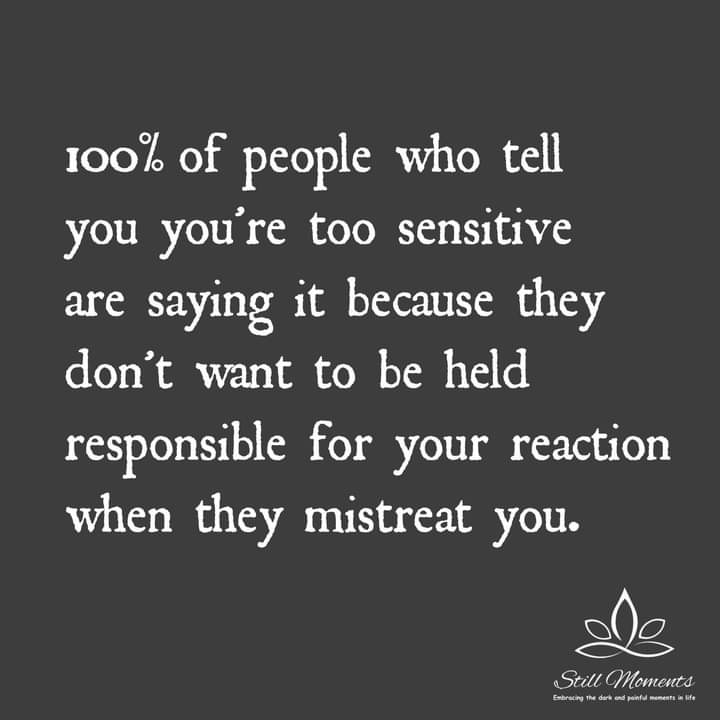 100% of people who tell
you you're too sensitive
are saying it because they
don't want to be held
responsible for your reaction
when they mistreat you.
Still Moments
Embracing the dark and painful moments in life